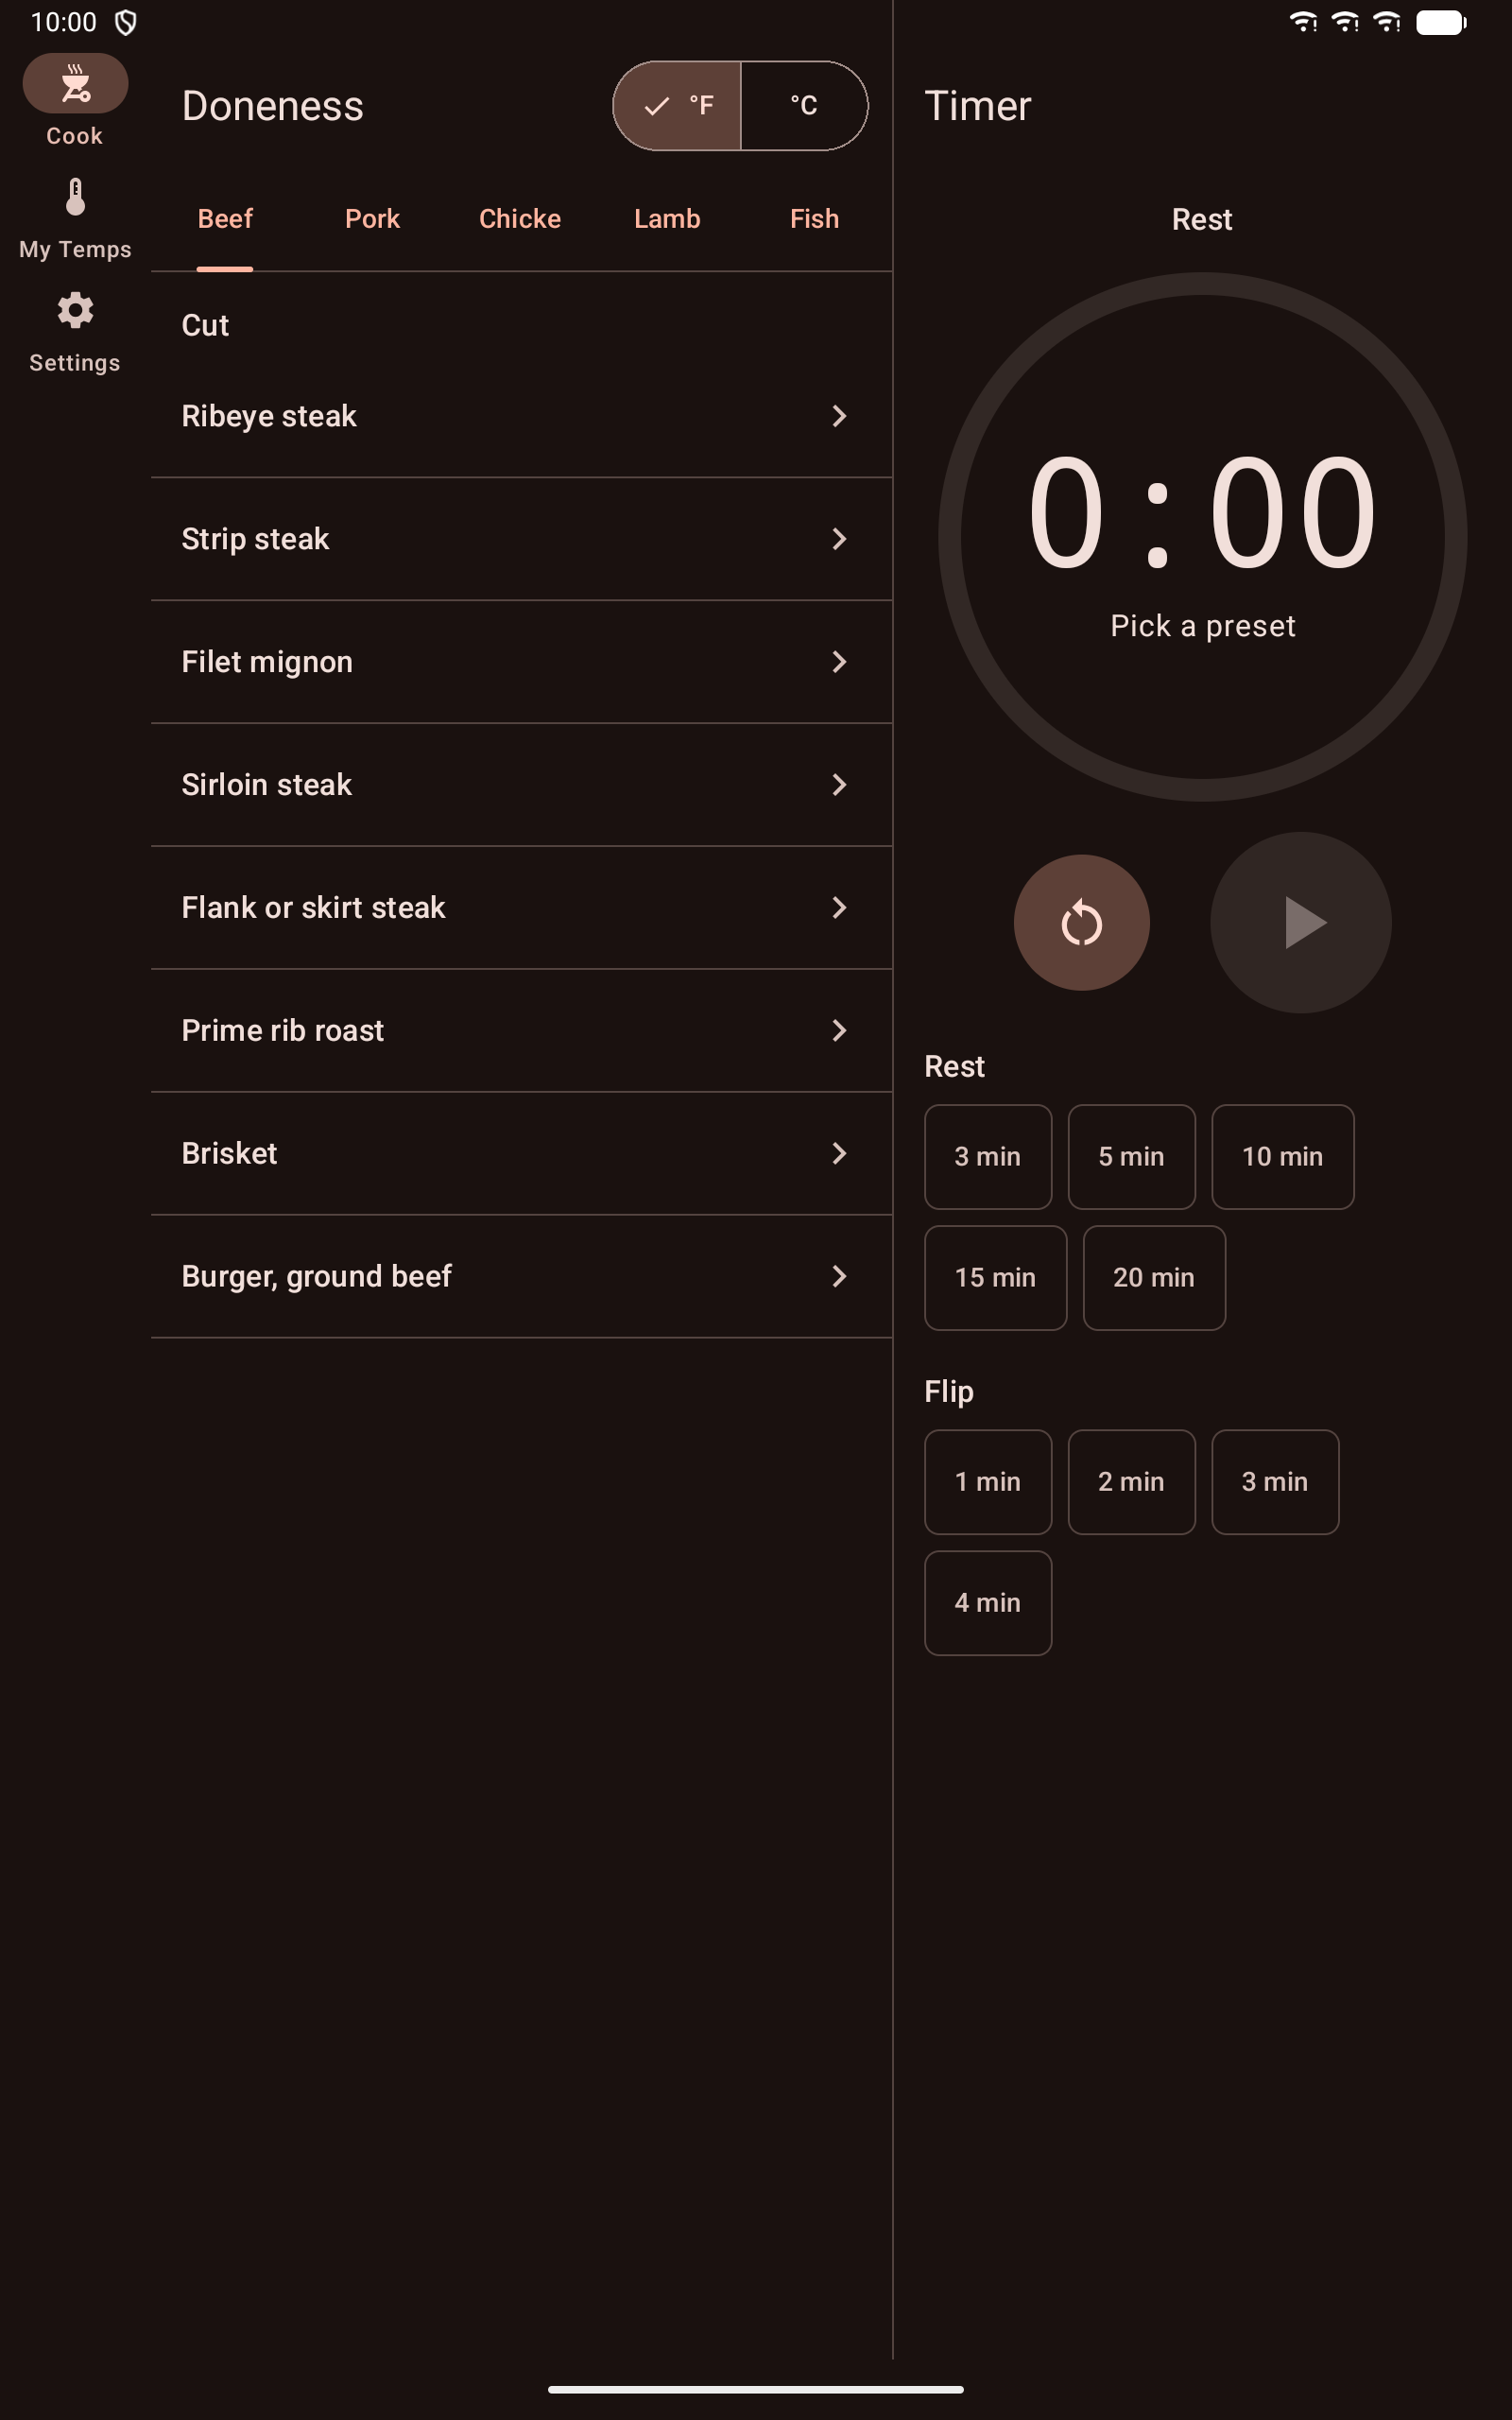 10:00
Cook
My Temps
Settings
Doneness
°F
°C
Beef
Pork
Chicke
Lamb
Fish
Cut
Ribeye steak
Strip steak
Filet mignon
Sirloin steak
Flank or skirt steak
Prime rib roast
Brisket
Burger, ground beef
Timer
Rest
0:00
Pick a preset
Rest
3 min
5 min
10 min
15 min
20 min
Flip
1 min
2 min
3 min
4 min